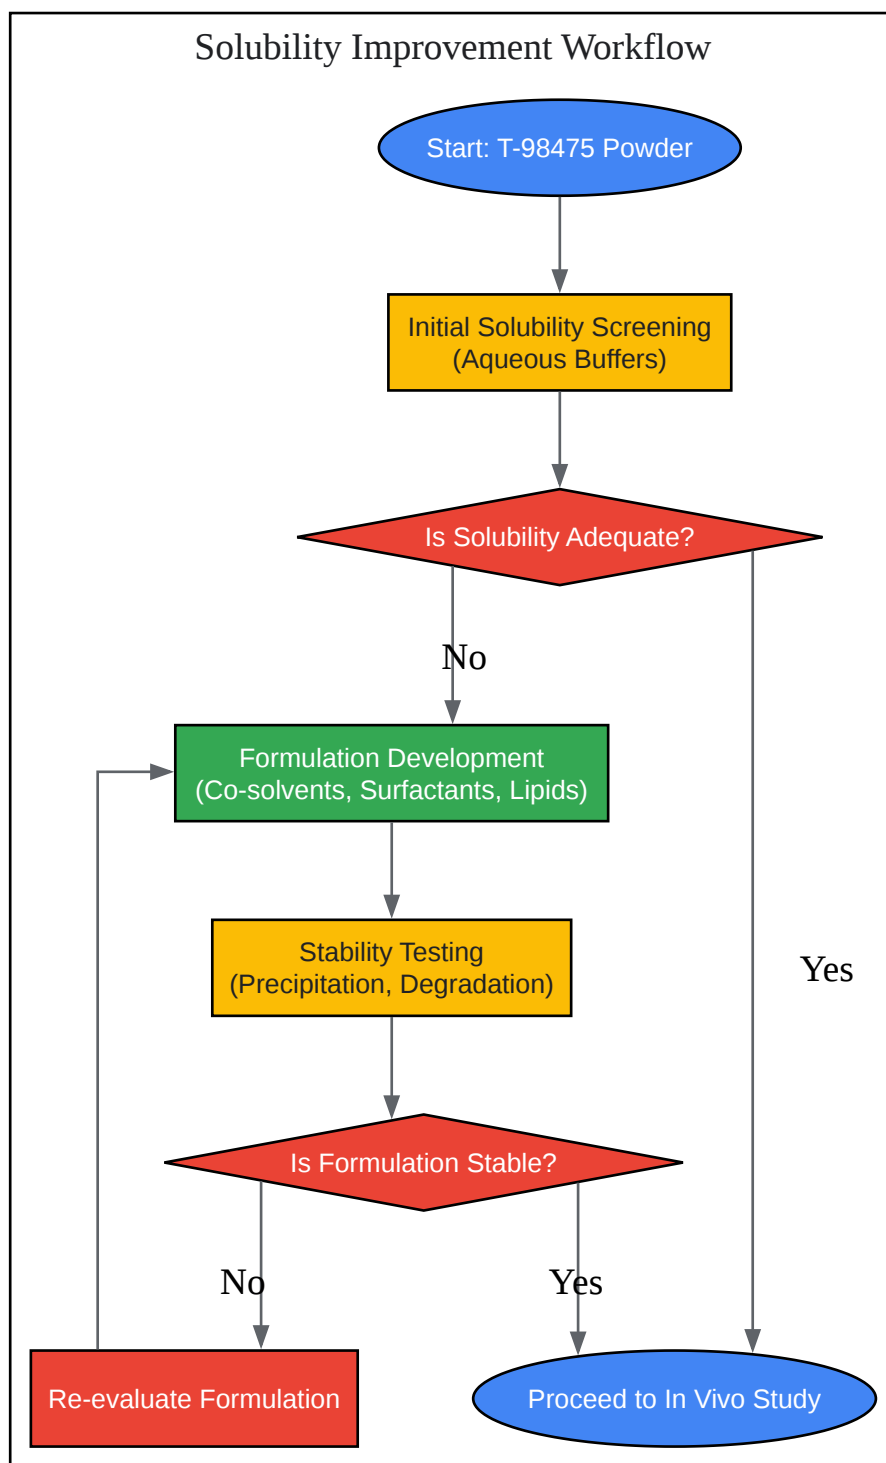 Solubility Improvement Workflow
Start: T-98475 Powder
Initial Solubility Screening
(Aqueous Buffers)
Is Solubility Adequate?
No
Formulation Development
(Co-solvents, Surfactants, Lipids)
Stability Testing
(Precipitation, Degradation)
Yes
Is Formulation Stable?
No
Yes
Re-evaluate Formulation
Proceed to In Vivo Study